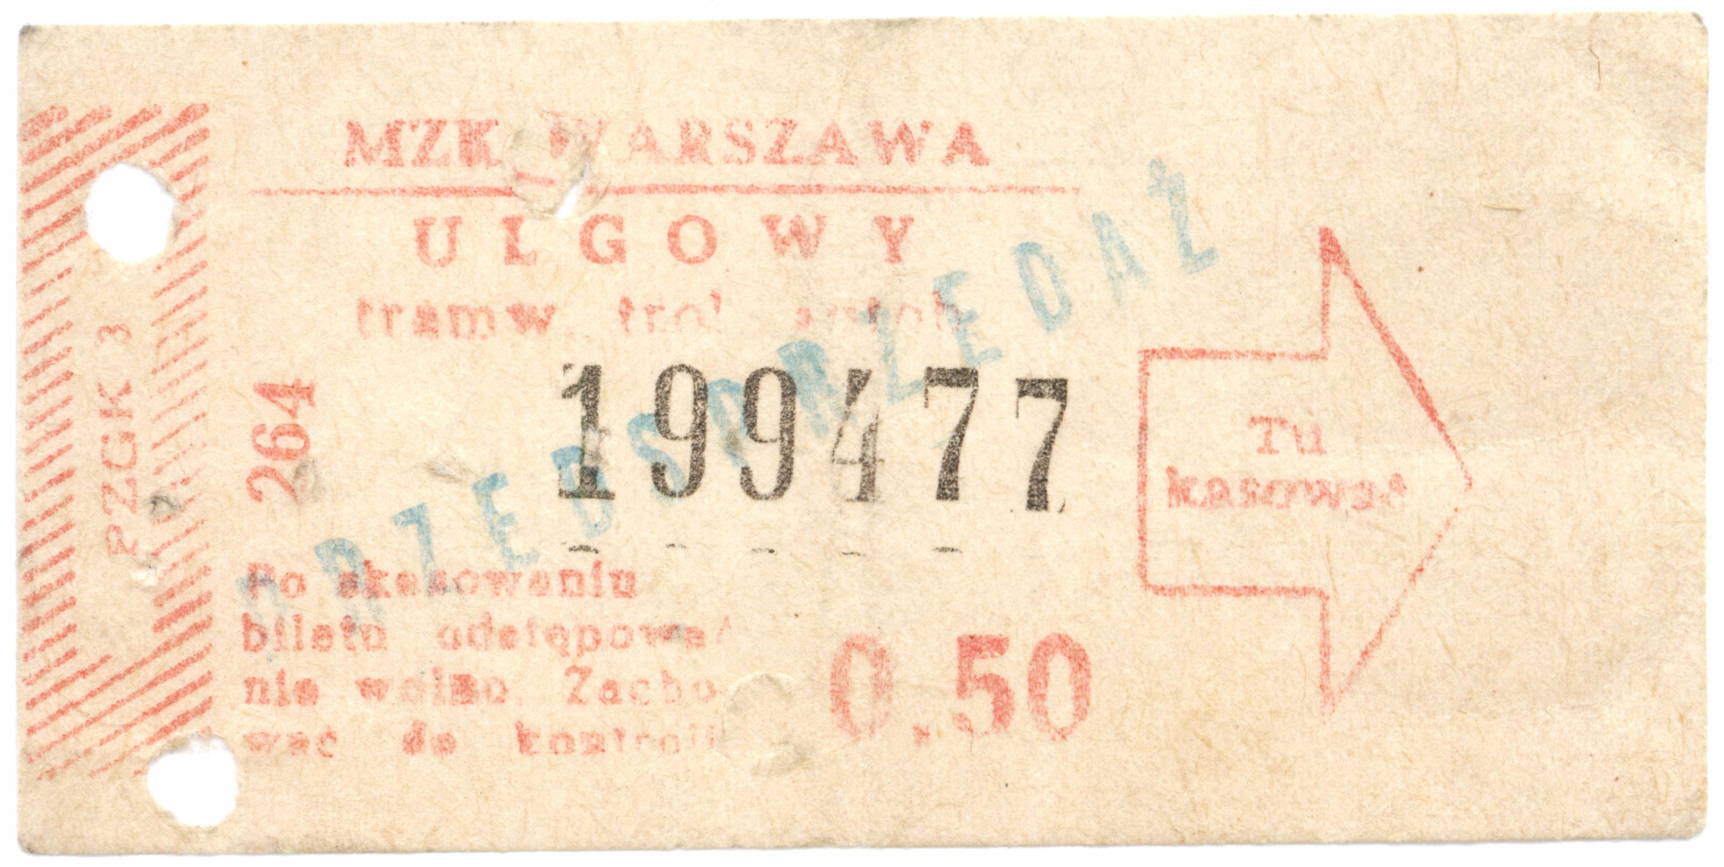 MZK WARSZAWA
ULGOWY
tramw. trol. autob.
199477
PRZEDSPRZEDAŻ
PZGK 3
264
Tu
kasować
Po skasowaniu
biletu odstępować
nie wolno. Zacho-
wać do kontroli
0.50